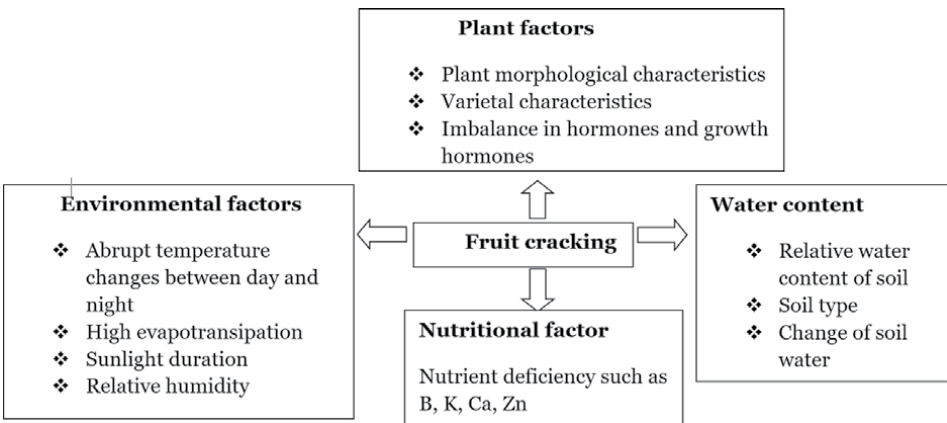 Plant factors
❖ Plant morphological characteristics
❖ Varietal characteristics
❖ Imbalance in hormones and growth
hormones
Environmental factors
❖ Abrupt temperature
changes between day and
night
❖ High evapotransipation
❖ Sunlight duration
❖ Relative humidity
Fruit cracking
Water content
❖ Relative water
content of soil
❖ Soil type
❖ Change of soil
water
Nutritional factor
Nutrient deficiency such as
B, K, Ca, Zn